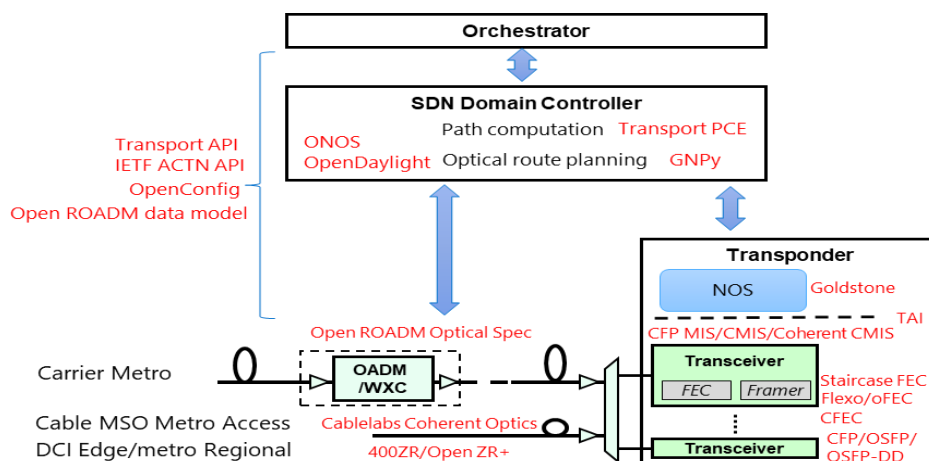 Orchestrator
SDN Domain Controller
Path computation
Transport PCE
ONOS
OpenDaylight
Optical route planning
GNPy
Transport API
IETF ACTN API
OpenConfig
Open ROADM data model
Transponder
NOS
Goldstone
TAI
Open ROADM Optical Spec
CFP MIS/CMIS/Coherent CMIS
Carrier Metro
OADM
/WXC
Transceiver
FEC
Framer
Staircase FEC
Flexo/oFEC
CFEC
Cable MSO Metro Access
DCI Edge/metro Regional
Cablelabs Coherent Optics
400ZR/Open ZR+
Transceiver
CFP/OSFP/
QSFP-DD